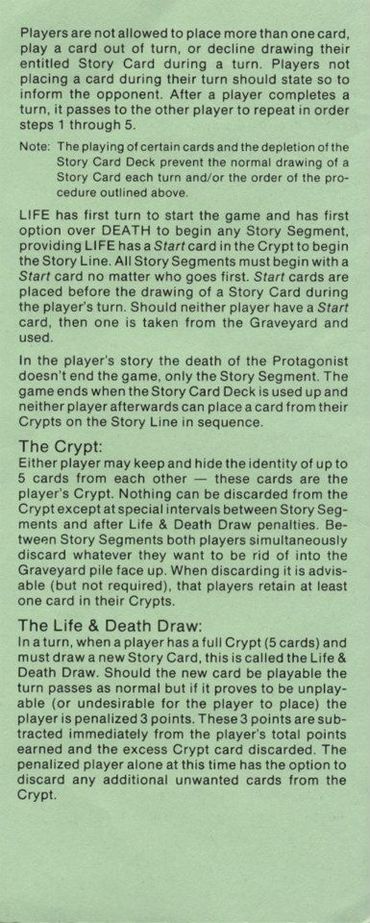 Players are not allowed to place more than one card,
play a card out of turn, or decline drawing their
entitled Story Card during a turn. Players not
placing a card during their turn should state so to
inform the opponent. After a player completes a
turn, it passes to the other player to repeat in order
steps 1 through 5.
Note: The playing of certain cards and the depletion of the
Story Card Deck prevent the normal drawing of a
Story Card each turn and/or the order of the pro-
cedure outlined above.
LIFE has first turn to start the game and has first
option over DEATH to begin any Story Segment,
providing LIFE has a Start card in the Crypt to begin
the Story Line. All Story Segments must begin with a
Start card no matter who goes first. Start cards are
placed before the drawing of a Story Card during
the player's turn. Should neither player have a Start
card, then one is taken from the Graveyard and
used.
In the player's story the death of the Protagonist
doesn't end the game, only the Story Segment. The
game ends when the Story Card Deck is used up and
neither player afterwards can place a card from their
Crypts on the Story Line in sequence.
The Crypt:
Either player may keep and hide the identity of up to
5 cards from each other — these cards are the
player's Crypt. Nothing can be discarded from the
Crypt except at special intervals between Story Seg-
ments and after Life & Death Draw penalties. Be-
tween Story Segments both players simultaneously
discard whatever they want to be rid of into the
Graveyard pile face up. When discarding it is advis-
able (but not required), that players retain at least
one card in their Crypts.
The Life & Death Draw:
In a turn, when a player has a full Crypt (5 cards) and
must draw a new Story Card, this is called the Life &
Death Draw. Should the new card be playable the
turn passes as normal but if it proves to be unplay-
able (or undesirable for the player to place) the
player is penalized 3 points. These 3 points are sub-
tracted immediately from the player's total points
earned and the excess Crypt card discarded. The
penalized player alone at this time has the option to
discard any additional unwanted cards from the
Crypt.